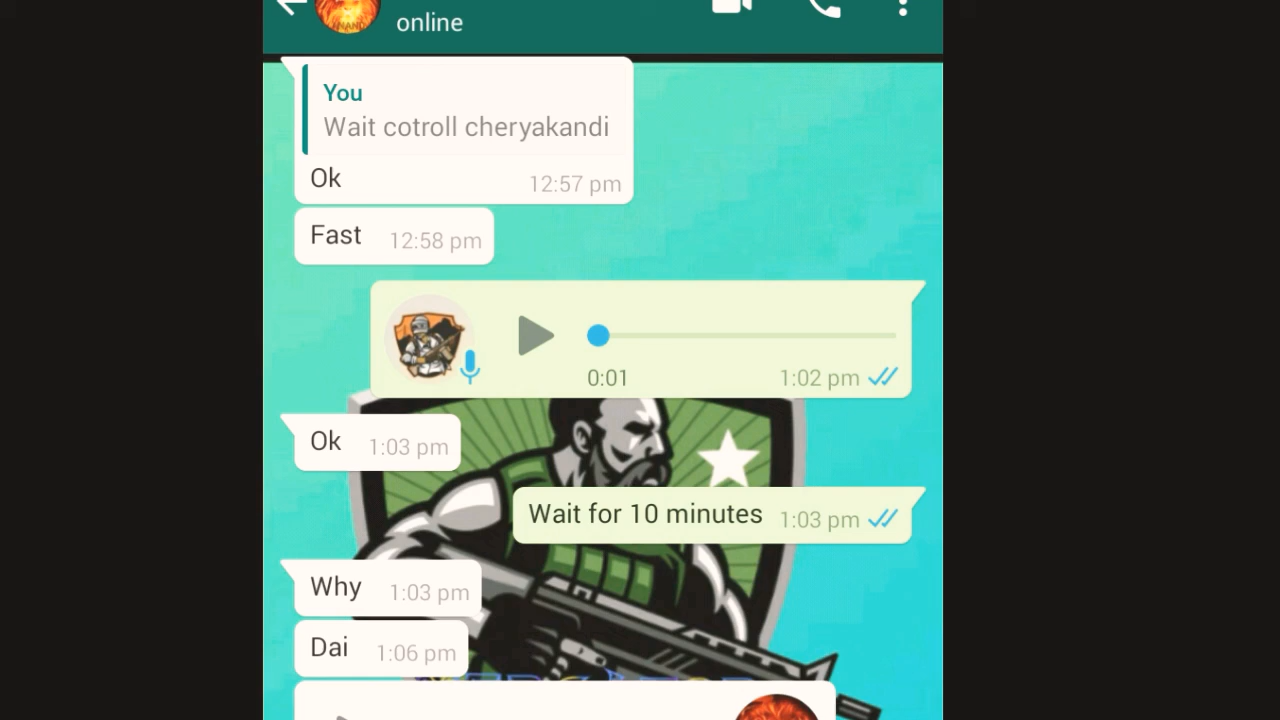 online
You
Wait cotroll cheryakandi
Ok 12:57 pm
Fast 12:58 pm
0:01 1:02 pm
Ok 1:03 pm
Wait for 10 minutes 1:03 pm
Why 1:03 pm
Dai 1:06 pm